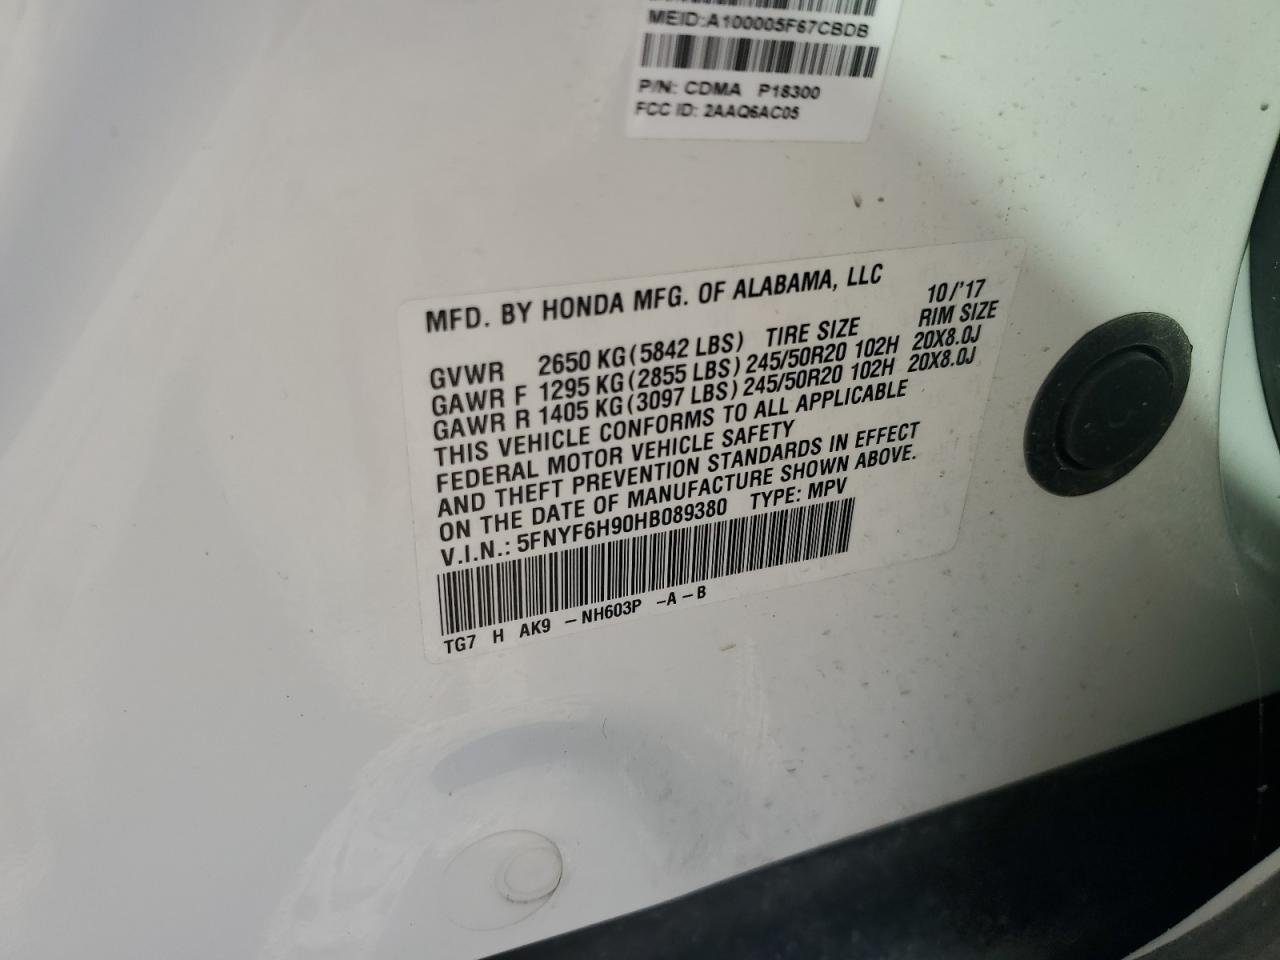 MEID:A100005F67CBDB
P/N: CDMA P18300
FCC ID: 2AAQ6AC05
MFD. BY HONDA MFG. OF ALABAMA, LLC 10/'17
GVWR 2650 KG(5842 LBS) TIRE SIZE RIM SIZE
GAWR F 1295 KG(2855 LBS) 245/50R20 102H 20X8.0J
GAWR R 1405 KG(3097 LBS) 245/50R20 102H 20X8.0J
THIS VEHICLE CONFORMS TO ALL APPLICABLE
FEDERAL MOTOR VEHICLE SAFETY
AND THEFT PREVENTION STANDARDS IN EFFECT
ON THE DATE OF MANUFACTURE SHOWN ABOVE.
V.I.N.: 5FNYF6H90HB089380 TYPE: MPV
TG7 H AK9 -NH603P -A-B